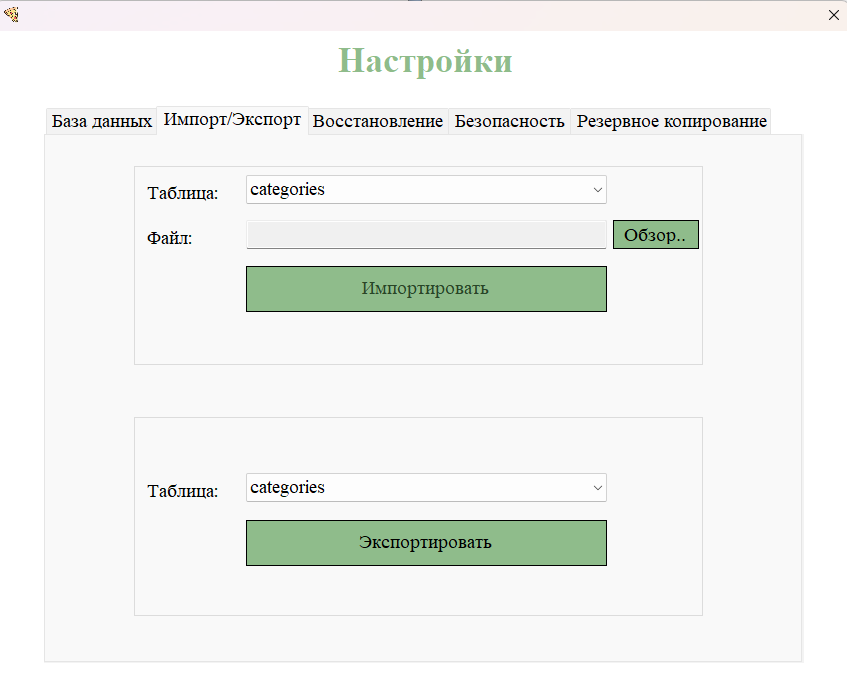 Настройки
База данных Импорт/Экспорт Восстановление Безопасность Резервное копирование
Таблица: categories
Файл: Обзор..
Импортировать
Таблица: categories
Экспортировать